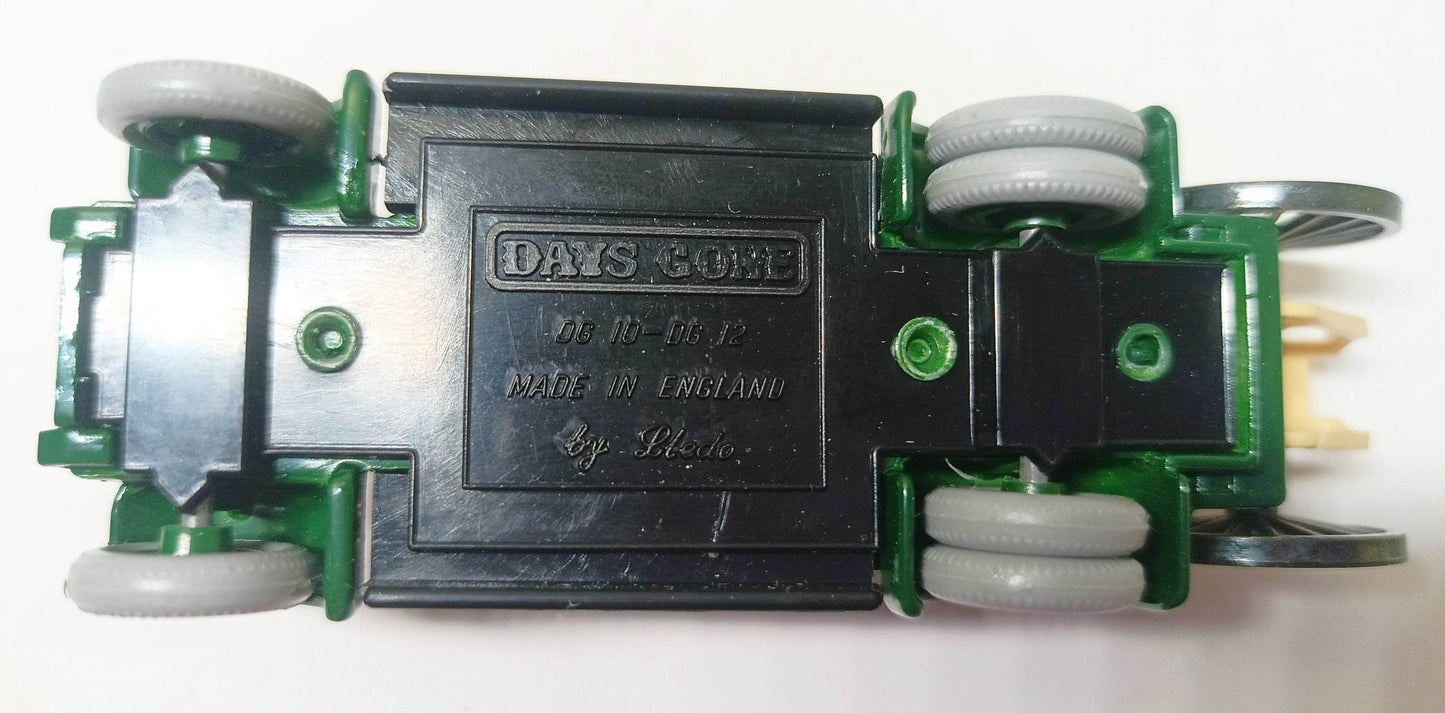 DAYS GONE
DG 10-DG 12
MADE IN ENGLAND
by Lledo